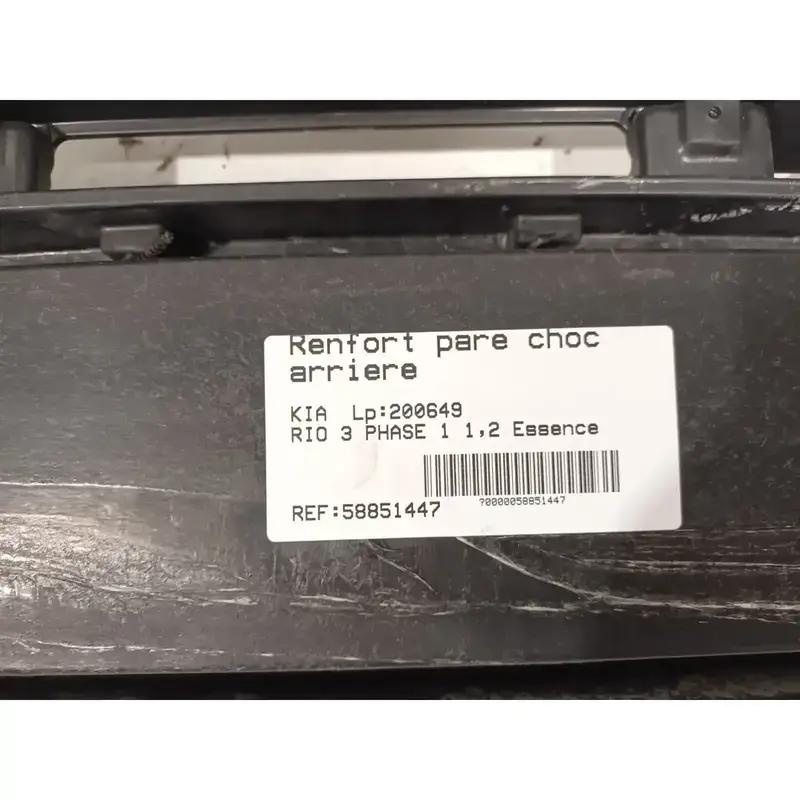 Renfort pare choc
arriere
KIA Lp:200649
RIO 3 PHASE 1 1,2 Essence
?0000058851447
REF:58851447